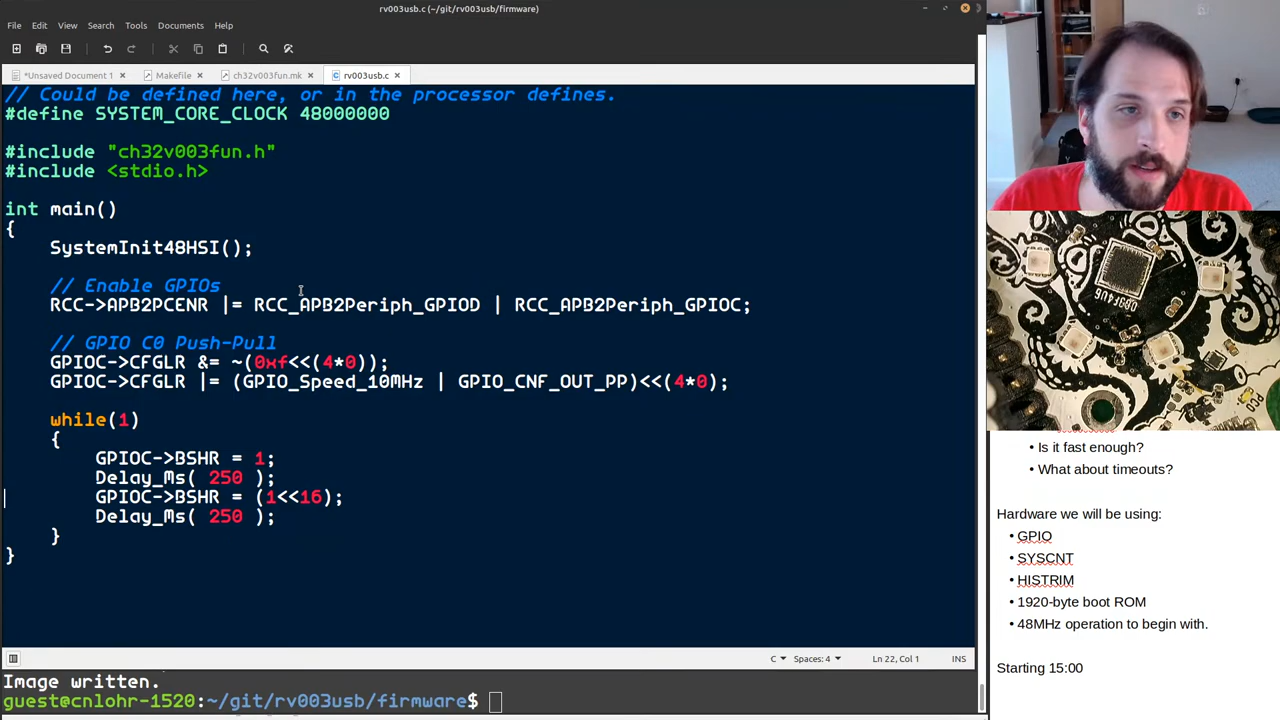 rv003usb.c (~/git/rv003usb/firmware)
File Edit View Search Tools Documents Help
*Unsaved Document 1 Makefile ch32v003fun.mk rv003usb.c
// Could be defined here, or in the processor defines.
#define SYSTEM_CORE_CLOCK 48000000
#include "ch32v003fun.h"
#include <stdio.h>
int main()
{
SystemInit48HSI();
// Enable GPIOs
RCC->APB2PCENR |= RCC_APB2Periph_GPIOD | RCC_APB2Periph_GPIOC;
// GPIO C0 Push-Pull
GPIOC->CFGLR &= ~(0xf<<(4*0));
GPIOC->CFGLR |= (GPIO_Speed_10MHz | GPIO_CNF_OUT_PP)<<(4*0);
while(1)
{
GPIOC->BSHR = 1;
Delay_Ms( 250 );
GPIOC->BSHR = (1<<16);
Delay_Ms( 250 );
}
}
C Spaces: 4 Ln 22, Col 1 INS
Image written.
guest@cnlohr-1520:~/git/rv003usb/firmware$
PC0
• Is it fast enough?
• What about timeouts?
Hardware we will be using:
• GPIO
• SYSCNT
• HISTRIM
• 1920-byte boot ROM
• 48MHz operation to begin with.
Starting 15:00